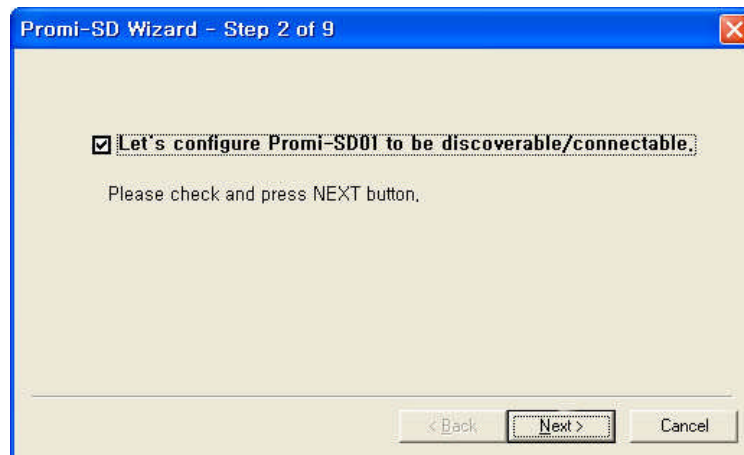 Promi-SD Wizard - Step 2 of 9
Let's configure Promi-SD01 to be discoverable/connectable.
Please check and press NEXT button.
< Back Next > Cancel